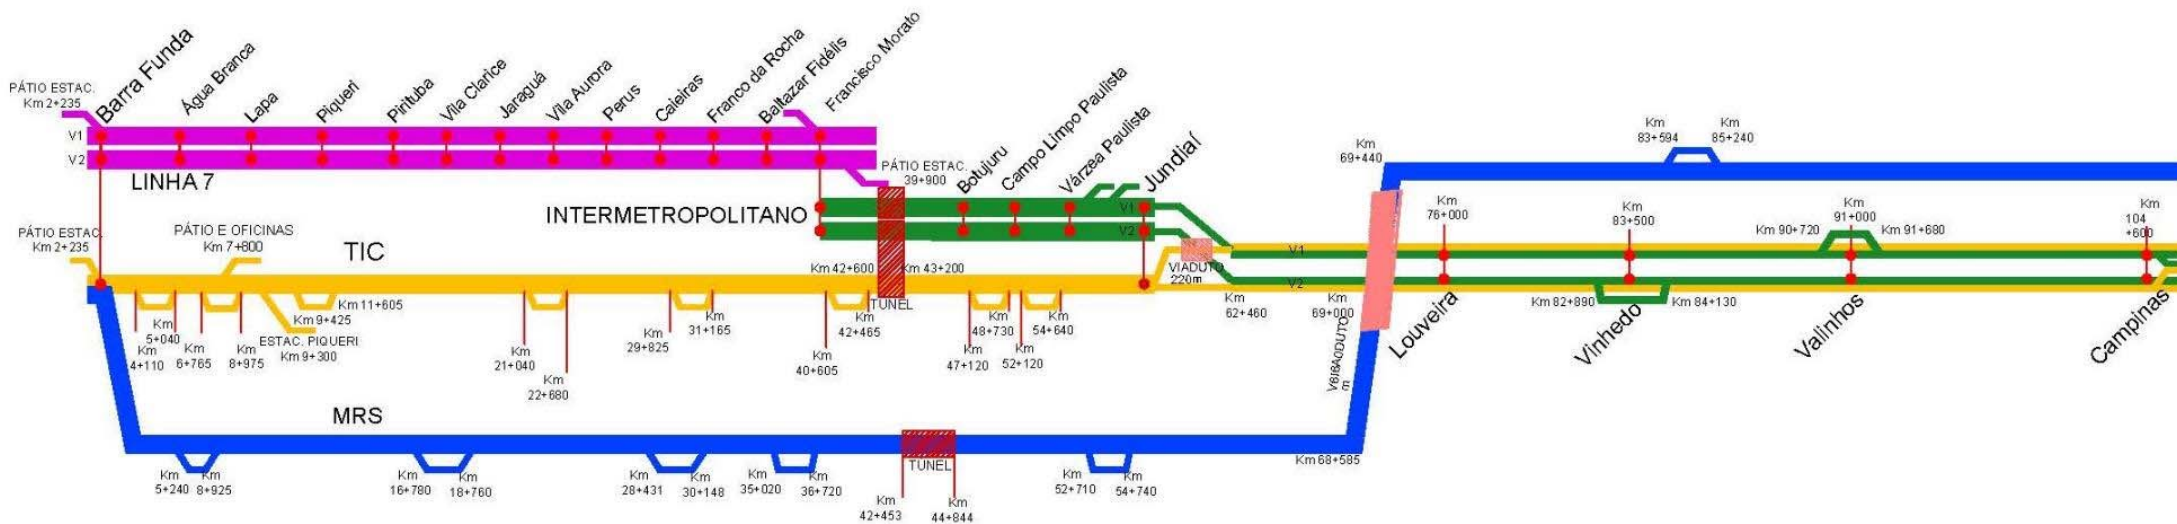 PÁTIO ESTAC.
Km 2+235
Barra Funda
Água Branca
Lapa
Piqueri
Pirituba
Vila Clarice
Jaraguá
Vila Aurora
Perus
Caieiras
Franco da Rocha
Baltazar Fidélis
Francisco Morato
V1
V2
LINHA 7
PÁTIO ESTAC.
39+900
INTERMETROPOLITANO
Botujuru
Campo Limpo Paulista
Várzea Paulista
Jundiaí
V1
V2
PÁTIO ESTAC.
Km 2+235
PÁTIO E OFICINAS
Km 7+800
TIC
Km 42+600
Km 43+200
TUNEL
VIADUTO
220m
V1
V2
Km
4+110
Km
5+040
Km
6+765
Km
8+975
Km 9+425
Km 11+605
ESTAC. PIQUERI
Km 9+300
Km
21+040
Km
22+680
Km
29+825
Km
31+165
Km
40+605
Km
42+465
Km
47+120
Km
48+730
Km
52+120
Km
54+640
Km
62+460
Km
69+000
Km
69+440
Km
83+594
Km
85+240
Km
76+000
Km
83+500
Km 90+720
Km
91+000
Km 91+680
Km
104
+600
Km 82+890
Km 84+130
Louveira
Vinhedo
Valinhos
Campinas
MRS
Km
5+240
Km
8+925
Km
16+780
Km
18+760
Km
28+431
Km
30+148
Km
35+020
Km
36+720
TUNEL
Km
42+453
Km
44+844
Km
52+710
Km
54+740
Km 68+585